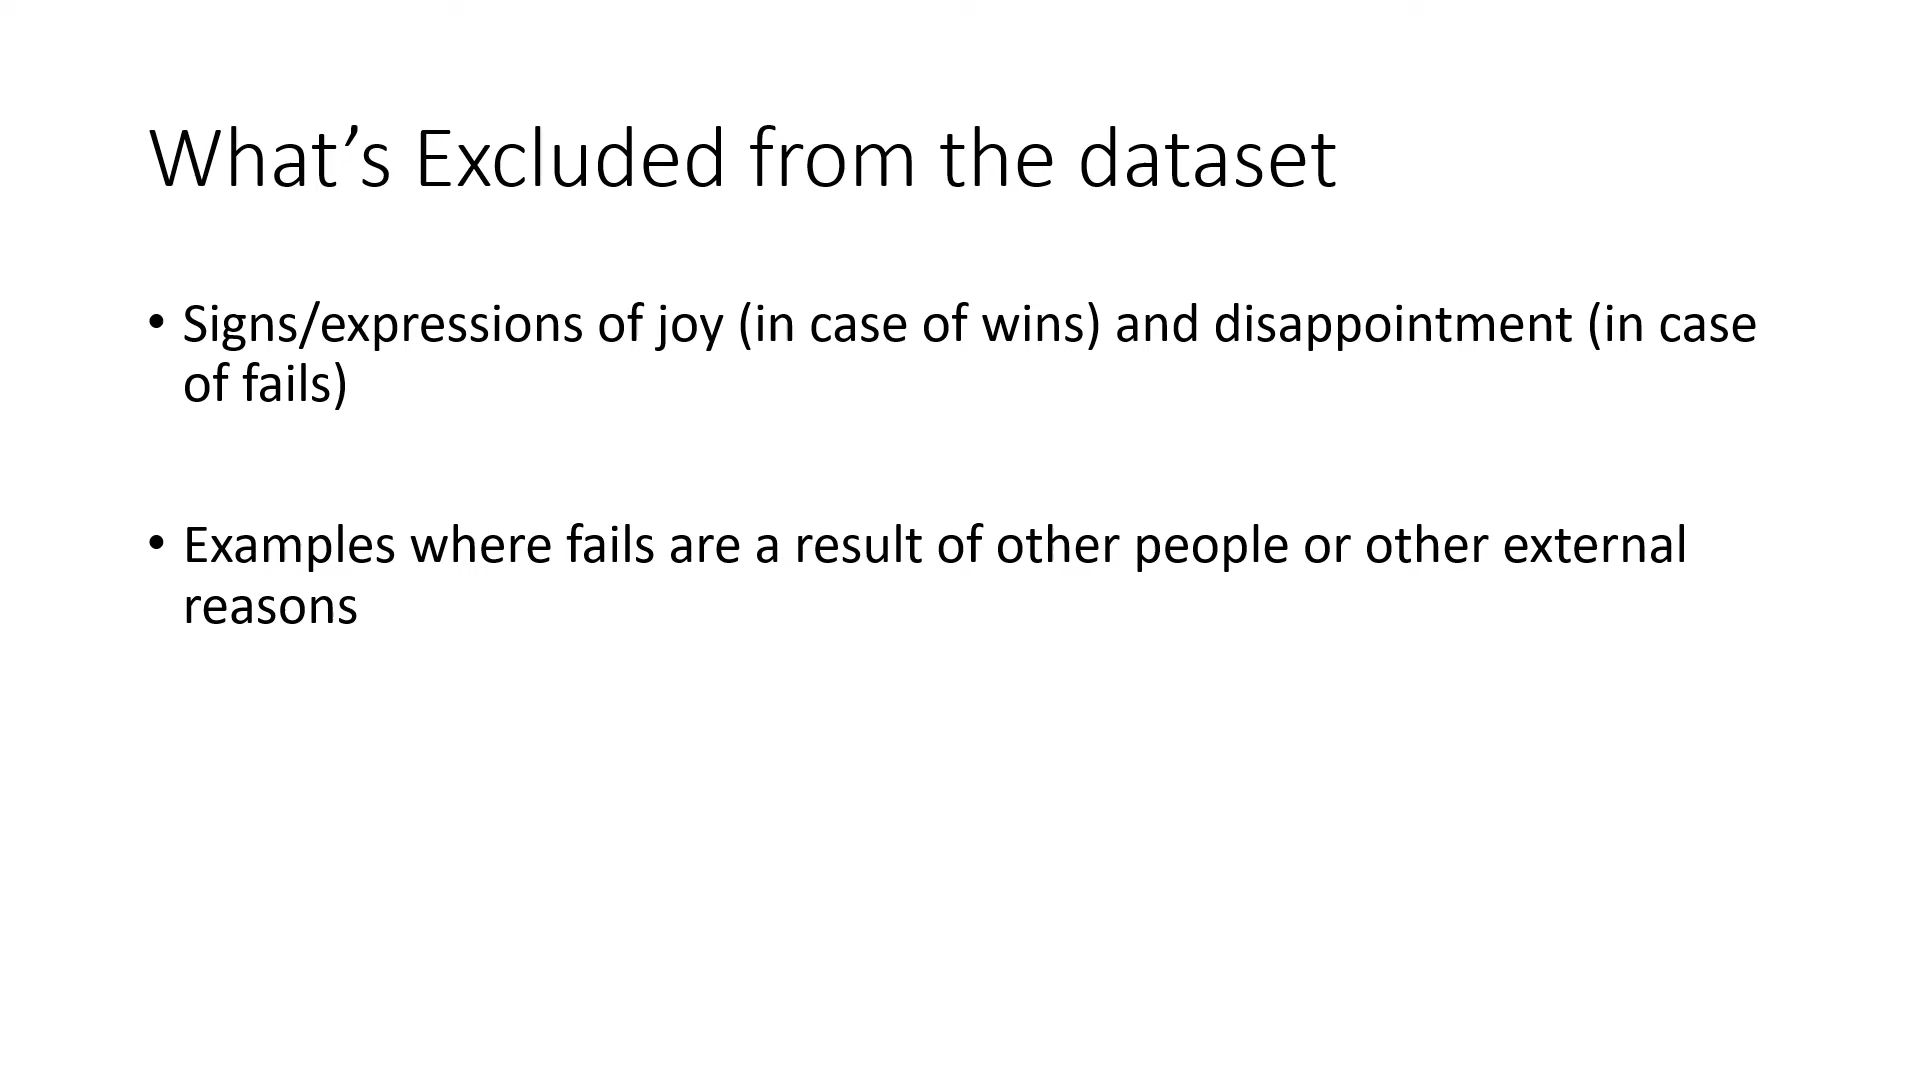 What’s Excluded from the dataset
• Signs/expressions of joy (in case of wins) and disappointment (in case
of fails)
• Examples where fails are a result of other people or other external
reasons